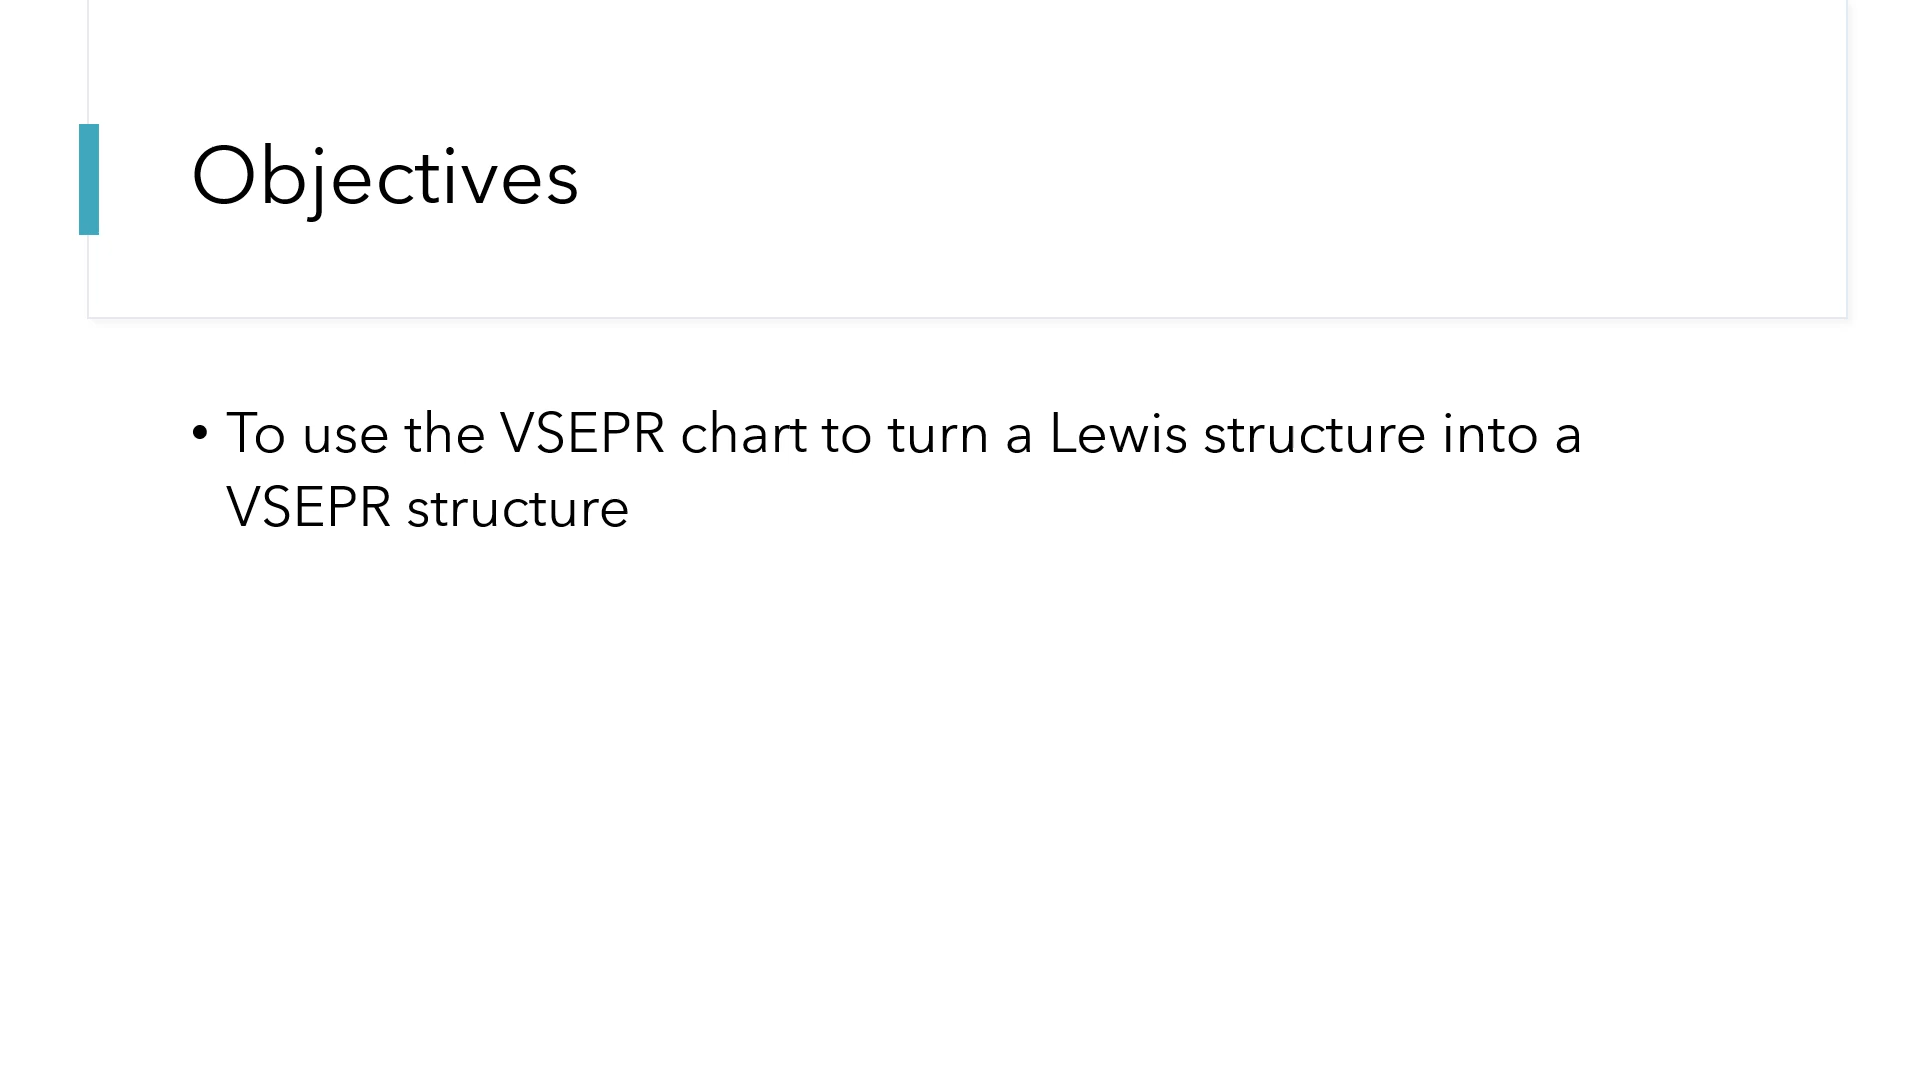 Objectives
• To use the VSEPR chart to turn a Lewis structure into a
VSEPR structure